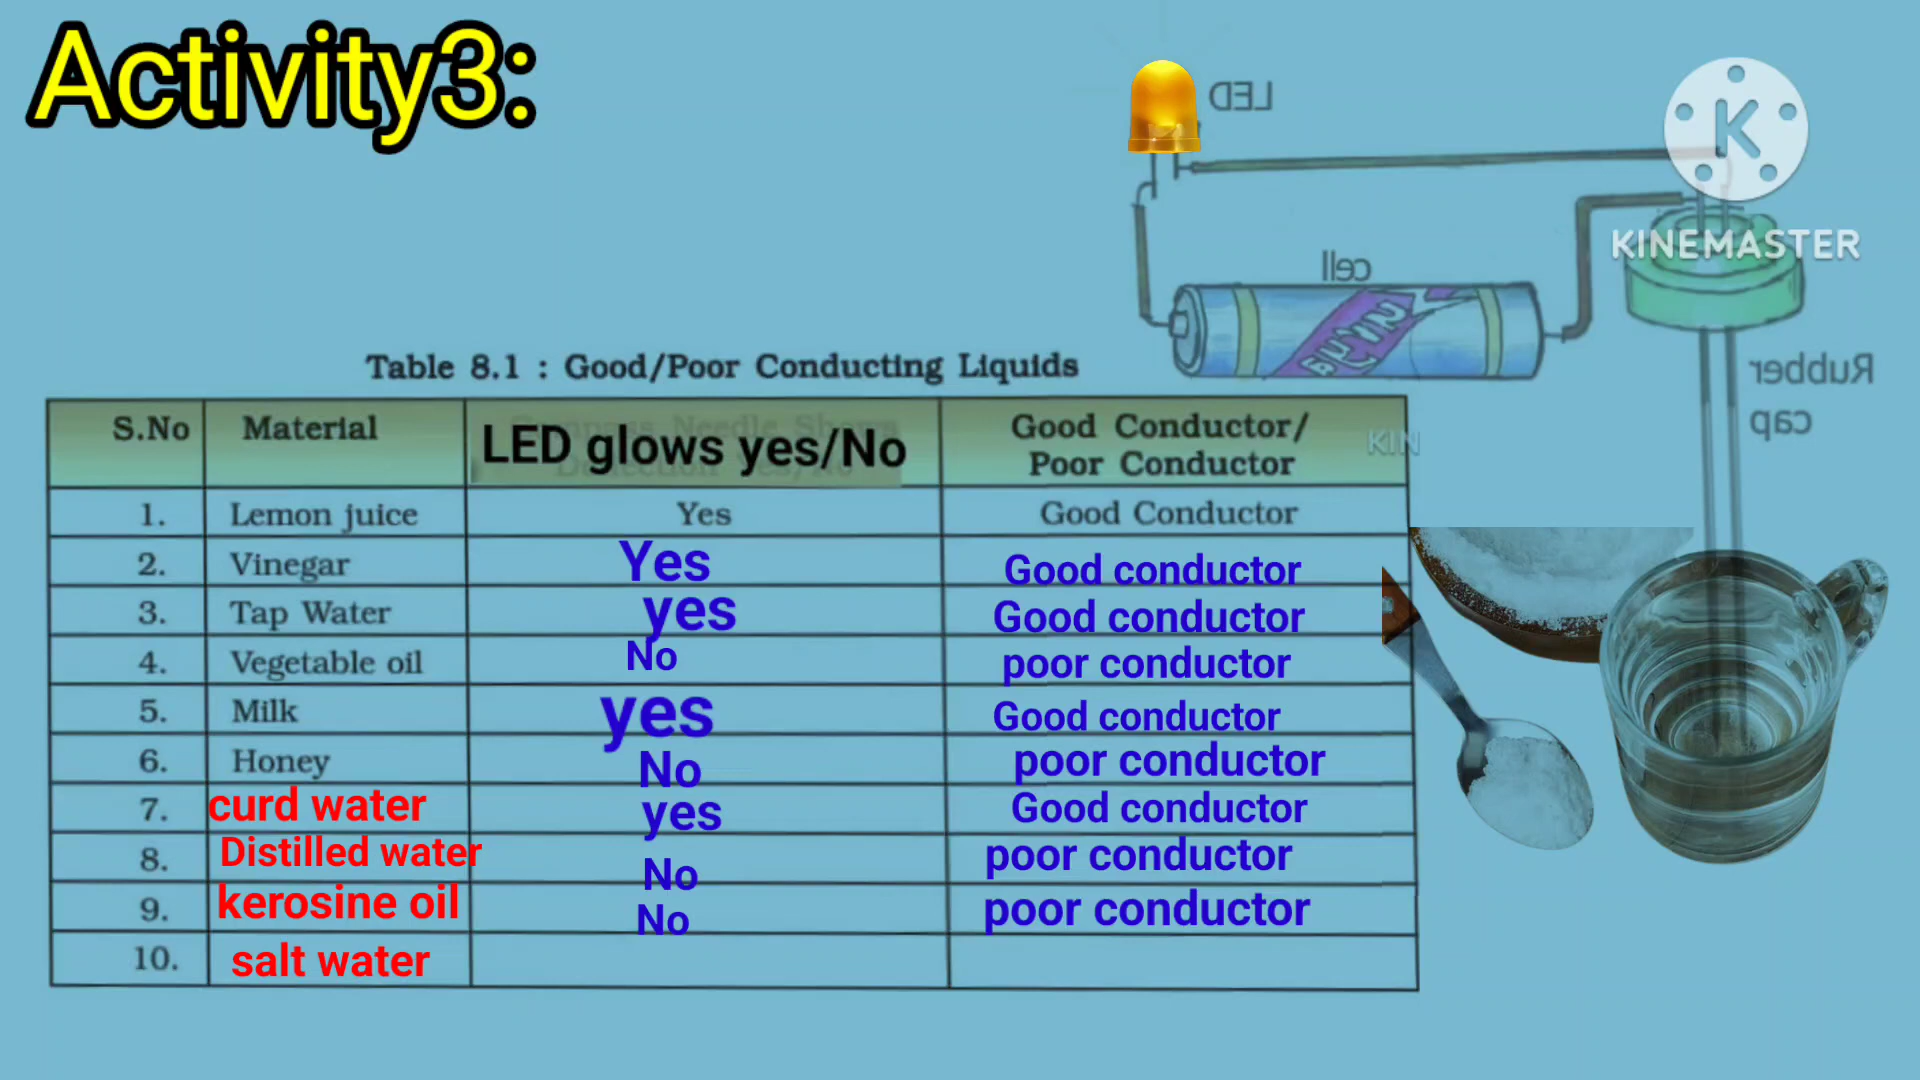 Activity3:
LED
KINEMASTER
cell
Rubber
cap
Table 8.1 : Good/Poor Conducting Liquids
S.No Material LED glows yes/No Good Conductor/
Poor Conductor
KIN
1. Lemon juice Yes Good Conductor
2. Vinegar Yes Good conductor
3. Tap Water yes Good conductor
4. Vegetable oil No poor conductor
5. Milk yes Good conductor
6. Honey No poor conductor
7. curd water yes Good conductor
8. Distilled water No poor conductor
9. kerosine oil No poor conductor
10. salt water